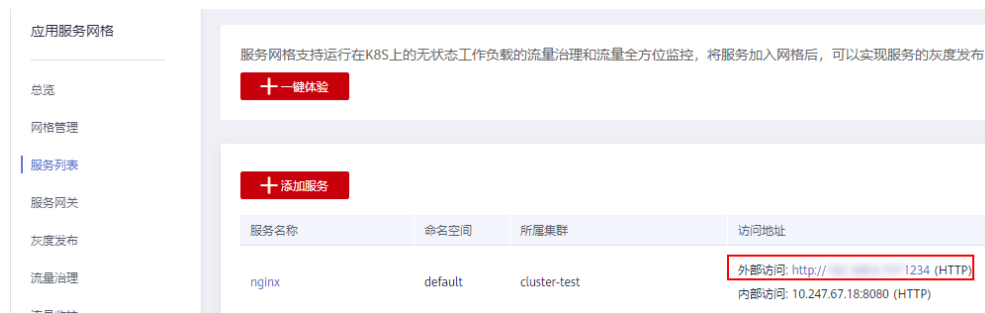 应用服务网格
总览
网格管理
服务列表
服务网关
灰度发布
流量治理
服务网格支持运行在K8S上的无状态工作负载的流量治理和流量全方位监控，将服务加入网格后，可以实现服务的灰度发布
一键体验
添加服务
服务名称 命名空间 所属集群 访问地址
nginx default cluster-test 外部访问: http:// 1234 (HTTP)
内部访问: 10.247.67.18:8080 (HTTP)